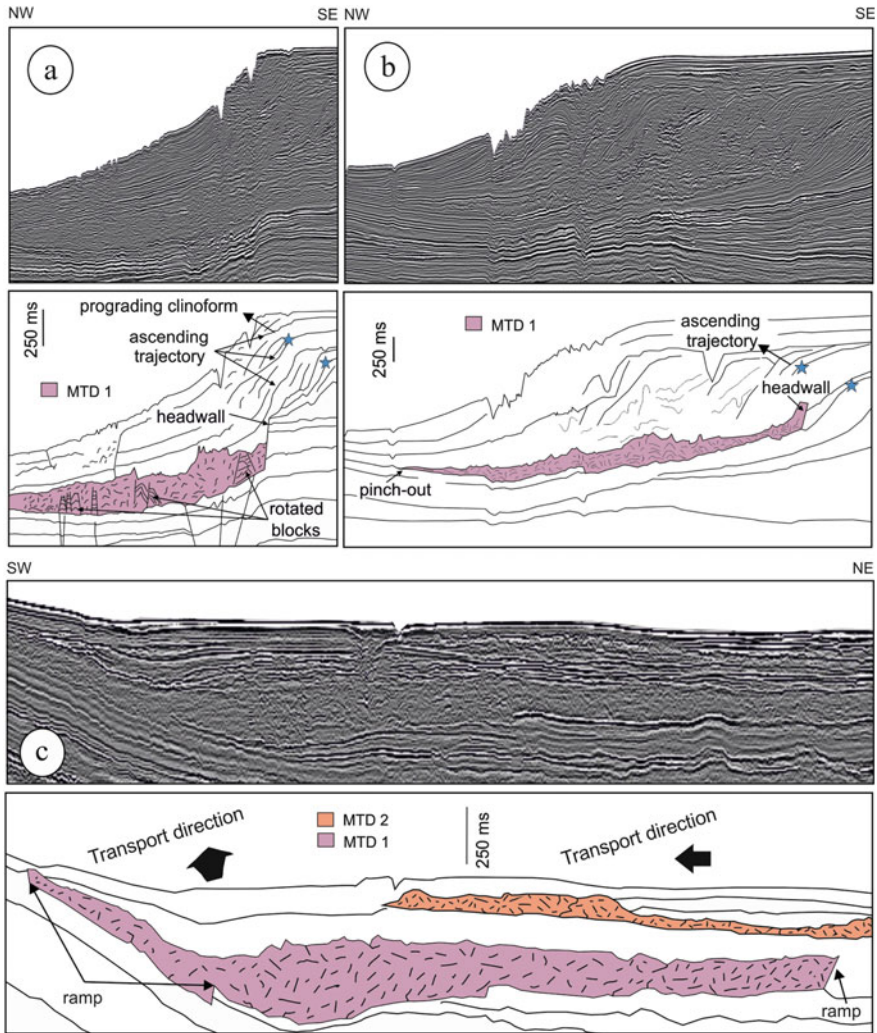 NW SE NW SE
a
b
prograding clinoform
ascending
trajectory
250 ms
MTD 1
headwall
rotated
blocks
MTD 1
250 ms
ascending
trajectory
headwall
pinch-out
SW NE
c
MTD 2
MTD 1
250 ms
Transport direction
Transport direction
ramp
ramp